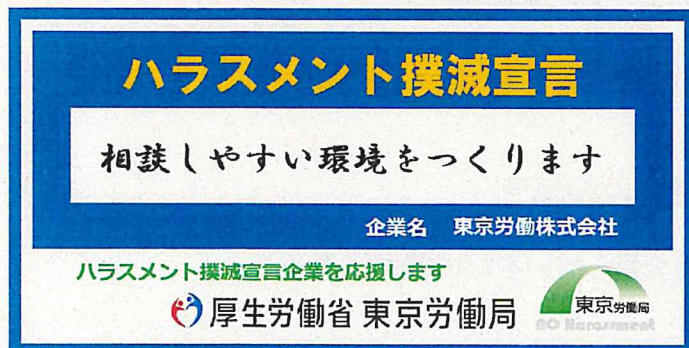 ハラスメント撲滅宣言
相談しやすい環境をつくります
企業名 東京労働株式会社
ハラスメント撲滅宣言企業を応援します
厚生労働省 東京労働局
東京労働局
NO Harassment